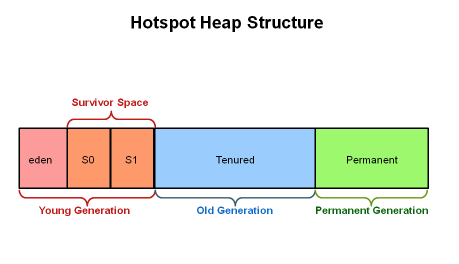 Hotspot Heap Structure
Survivor Space
eden S0 S1 Tenured Permanent
Young Generation Old Generation Permanent Generation